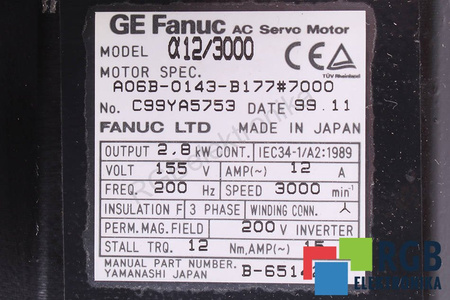 GE Fanuc AC Servo Motor
MODEL α12/3000
MOTOR SPEC.
A06B-0143-B177#7000
No. C99YA5753 DATE 99.11
FANUC LTD MADE IN JAPAN
TÜV Rheinland
OUTPUT 2,8 kW CONT. IEC34-1/A2:1989
VOLT 155 V AMP(~) 12 A
FREQ. 200 Hz SPEED 3000 min⁻¹
INSULATION F 3 PHASE WINDING CONN. Y
PERM. MAG. FIELD 200 V INVERTER
STALL TRQ. 12 Nm, AMP(~) 15
MANUAL PART NUMBER
YAMANASHI JAPAN B-6514
RGB
ELEKTRONIKA